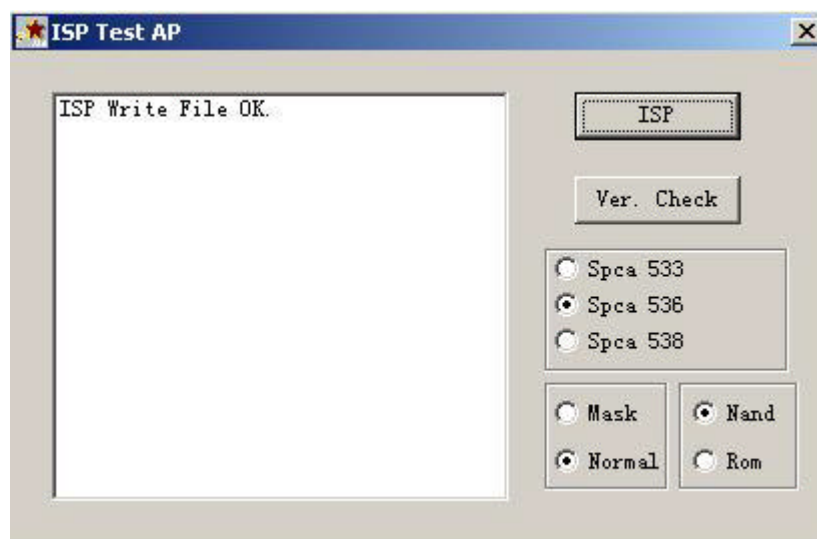 ISP Test AP
ISP Write File OK.
ISP
Ver. Check
Spca 533
Spca 536
Spca 538
Mask
Normal
Nand
Rom